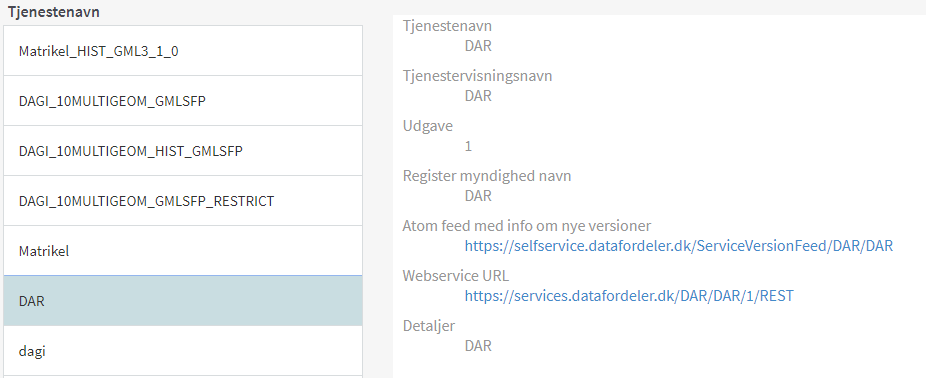 Tjenestenavn
Matrikel_HIST_GML3_1_0
DAGI_10MULTIGEOM_GMLSFP
DAGI_10MULTIGEOM_HIST_GMLSFP
DAGI_10MULTIGEOM_GMLSFP_RESTRICT
Matrikel
DAR
dagi
Tjenestenavn
DAR
Tjenestervisningsnavn
DAR
Udgave
1
Register myndighed navn
DAR
Atom feed med info om nye versioner
https://selfservice.datafordeler.dk/ServiceVersionFeed/DAR/DAR
Webservice URL
https://services.datafordeler.dk/DAR/DAR/1/REST
Detaljer
DAR